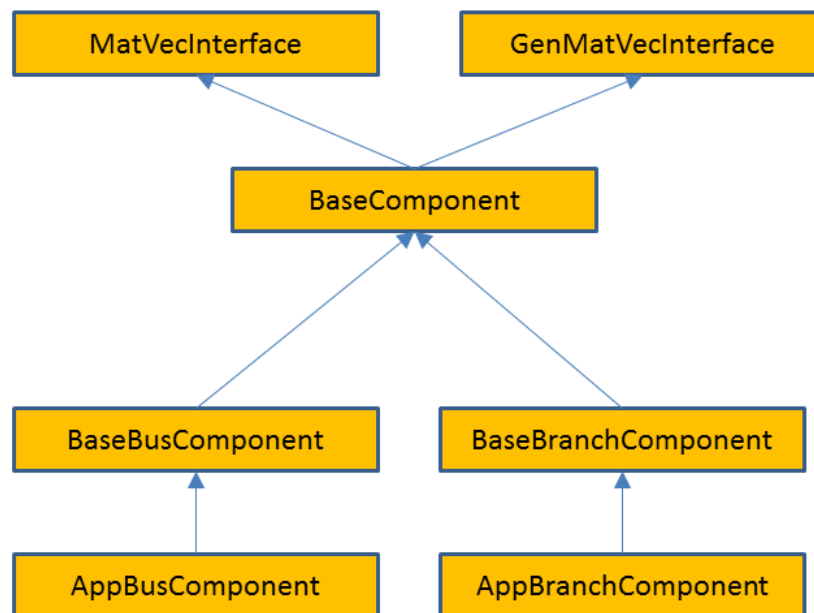 MatVecInterface
GenMatVecInterface
BaseComponent
BaseBusComponent
BaseBranchComponent
AppBusComponent
AppBranchComponent